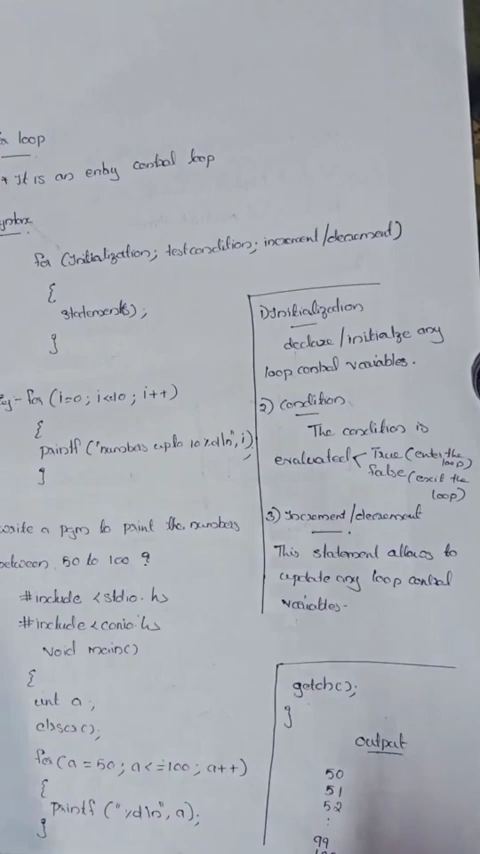 for loop
* It is an entry control loop
Syntax
for (Initialization; test condition; increment/decrement)
{
statement(s);
}
Eg- for (i=0; i<10; i++)
{
printf ("numbers upto 10 %d\n", i)
}
write a pgm to print the numbers
between 50 to 100 ?
#include <stdio.h>
#include <conio.h>
void main()
{
int a;
clrscr();
for (a=50; a<=100; a++)
{
printf ("%d\n", a);
}
1) Initialization
declare/initialize any
loop control variables.
2) condition
The condition is
evaluated < True (enter the loop)
false (exit the loop)
3) Increment/decrement
This statement allows to
update any loop control
variables.
getch();
}
output
50
51
52
:
99